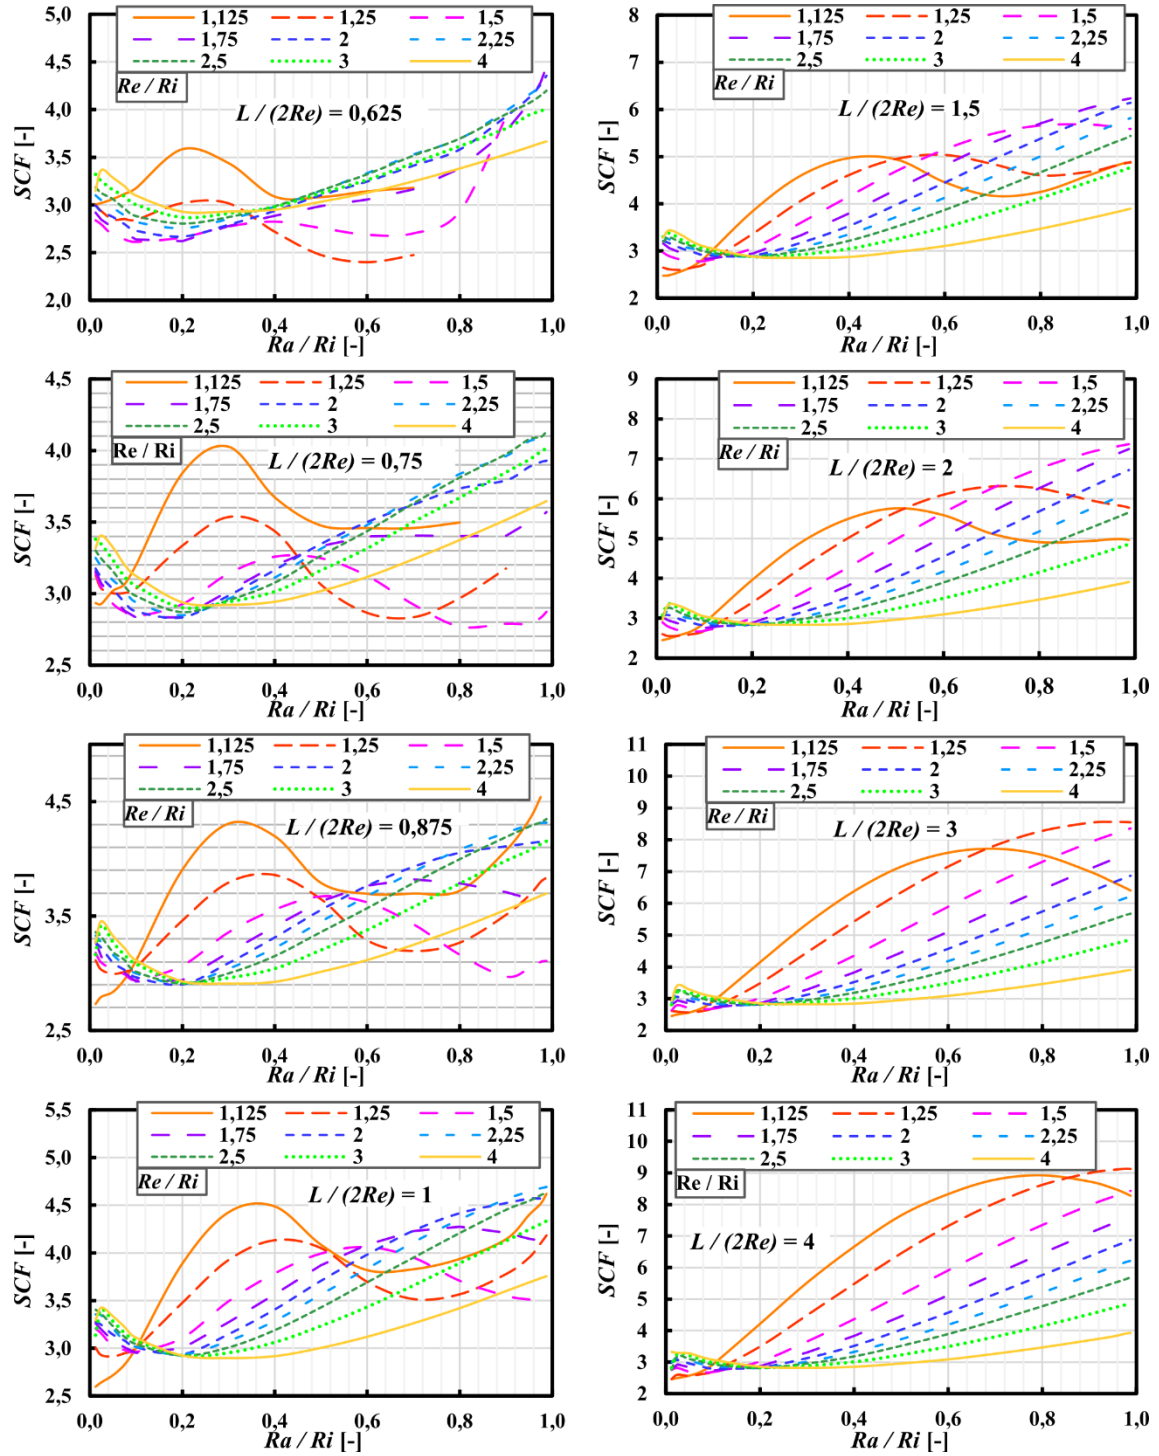 5,0
4,5
4,0
3,5
3,0
2,5
2,0
SCF [-]
1,125 1,25 1,5
1,75 2 2,25
2,5 3 4
Re / Ri
L / (2Re) = 0,625
0,0 0,2 0,4 0,6 0,8 1,0
Ra / Ri [-]
8
7
6
5
4
3
2
SCF [-]
1,125 1,25 1,5
1,75 2 2,25
2,5 3 4
Re / Ri
L / (2Re) = 1,5
0,0 0,2 0,4 0,6 0,8 1,0
Ra / Ri [-]
4,5
4,0
3,5
3,0
2,5
SCF [-]
1,125 1,25 1,5
1,75 2 2,25
2,5 3 4
Re / Ri
L / (2Re) = 0,75
0,0 0,2 0,4 0,6 0,8 1,0
Ra / Ri [-]
9
8
7
6
5
4
3
2
SCF [-]
1,125 1,25 1,5
1,75 2 2,25
2,5 3 4
Re / Ri
L / (2Re) = 2
0,0 0,2 0,4 0,6 0,8 1,0
Ra / Ri [-]
4,5
3,5
2,5
SCF [-]
1,125 1,25 1,5
1,75 2 2,25
2,5 3 4
Re / Ri
L / (2Re) = 0,875
0,0 0,2 0,4 0,6 0,8 1,0
Ra / Ri [-]
11
10
9
8
7
6
5
4
3
2
SCF [-]
1,125 1,25 1,5
1,75 2 2,25
2,5 3 4
Re / Ri
L / (2Re) = 3
0,0 0,2 0,4 0,6 0,8 1,0
Ra / Ri [-]
5,5
5,0
4,5
4,0
3,5
3,0
2,5
SCF [-]
1,125 1,25 1,5
1,75 2 2,25
2,5 3 4
Re / Ri
L / (2Re) = 1
0,0 0,2 0,4 0,6 0,8 1,0
Ra / Ri [-]
11
10
9
8
7
6
5
4
3
2
SCF [-]
1,125 1,25 1,5
1,75 2 2,25
2,5 3 4
Re / Ri
L / (2Re) = 4
0,0 0,2 0,4 0,6 0,8 1,0
Ra / Ri [-]